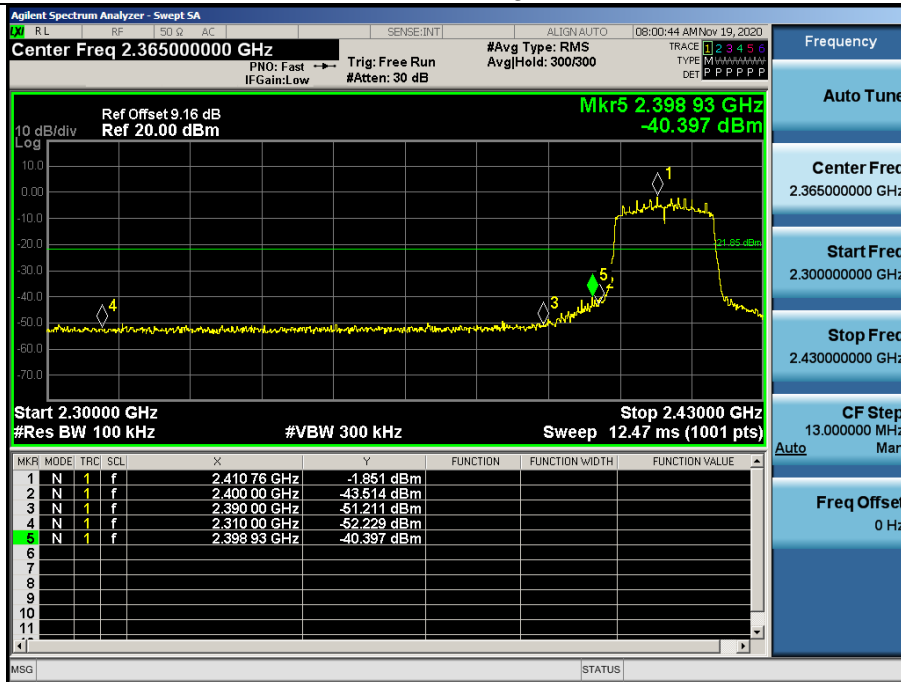 Agilent Spectrum Analyzer - Swept SA
LXI RL RF 50 Ω AC SENSE:INT ALIGN AUTO 08:00:44 AM Nov 19, 2020
Center Freq 2.365000000 GHz #Avg Type: RMS TRACE 1 2 3 4 5 6
PNO: Fast Trig: Free Run Avg|Hold: 300/300 TYPE M
IFGain:Low #Atten: 30 dB DET P P P P P P
Mkr5 2.398 93 GHz
-40.397 dBm
Ref Offset 9.16 dB
10 dB/div Ref 20.00 dBm
Log
10.0
0.00
-10.0
-20.0
-30.0
-40.0
-50.0
-60.0
-70.0
1
21.85 dBm
5
3
4
Start 2.30000 GHz Stop 2.43000 GHz
#Res BW 100 kHz #VBW 300 kHz Sweep 12.47 ms (1001 pts)
MKR MODE TRC SCL X Y FUNCTION FUNCTION WIDTH FUNCTION VALUE
1 N 1 f 2.410 76 GHz -1.851 dBm
2 N 1 f 2.400 00 GHz -43.514 dBm
3 N 1 f 2.390 00 GHz -51.211 dBm
4 N 1 f 2.310 00 GHz -52.229 dBm
5 N 1 f 2.398 93 GHz -40.397 dBm
6
7
8
9
10
11
MSG STATUS
Frequency
Auto Tune
Center Freq
2.365000000 GHz
Start Freq
2.300000000 GHz
Stop Freq
2.430000000 GHz
CF Step
13.000000 MHz
Auto Man
Freq Offset
0 Hz